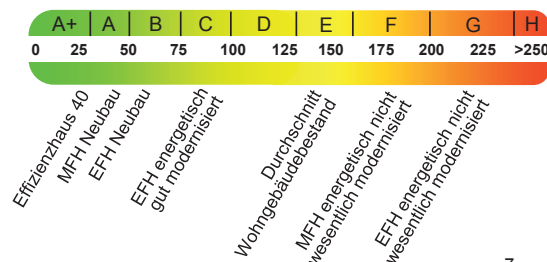 A+ A B C D E F G H
0 25 50 75 100 125 150 175 200 225 >250
Effizienzhaus 40
MFH Neubau
EFH Neubau
EFH energetisch
gut modernisiert
Durchschnitt
Wohngebäudebestand
MFH energetisch nicht
wesentlich modernisiert
EFH energetisch nicht
wesentlich modernisiert